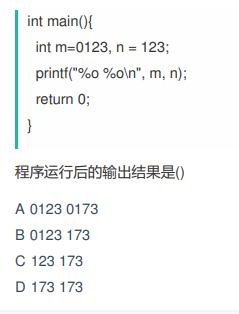 int main(){
int m=0123, n = 123;
printf("%o %o\n", m, n);
return 0;
}
程序运行后的输出结果是()
A 0123 0173
B 0123 173
C 123 173
D 173 173